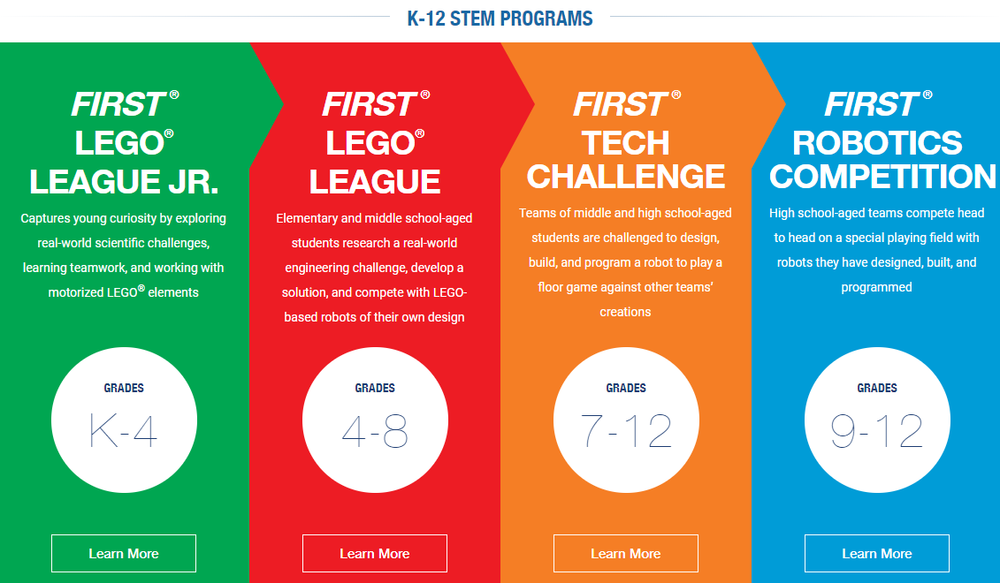 K-12 STEM PROGRAMS
FIRST®
LEGO®
LEAGUE JR.
Captures young curiosity by exploring
real-world scientific challenges,
learning teamwork, and working with
motorized LEGO® elements
GRADES
K-4
Learn More
FIRST®
LEGO®
LEAGUE
Elementary and middle school-aged
students research a real-world
engineering challenge, develop a
solution, and compete with LEGO-
based robots of their own design
GRADES
4-8
Learn More
FIRST®
TECH
CHALLENGE
Teams of middle and high school-aged
students are challenged to design,
build, and program a robot to play a
floor game against other teams’
creations
GRADES
7-12
Learn More
FIRST®
ROBOTICS
COMPETITION
High school-aged teams compete head
to head on a special playing field with
robots they have designed, built, and
programmed
GRADES
9-12
Learn More